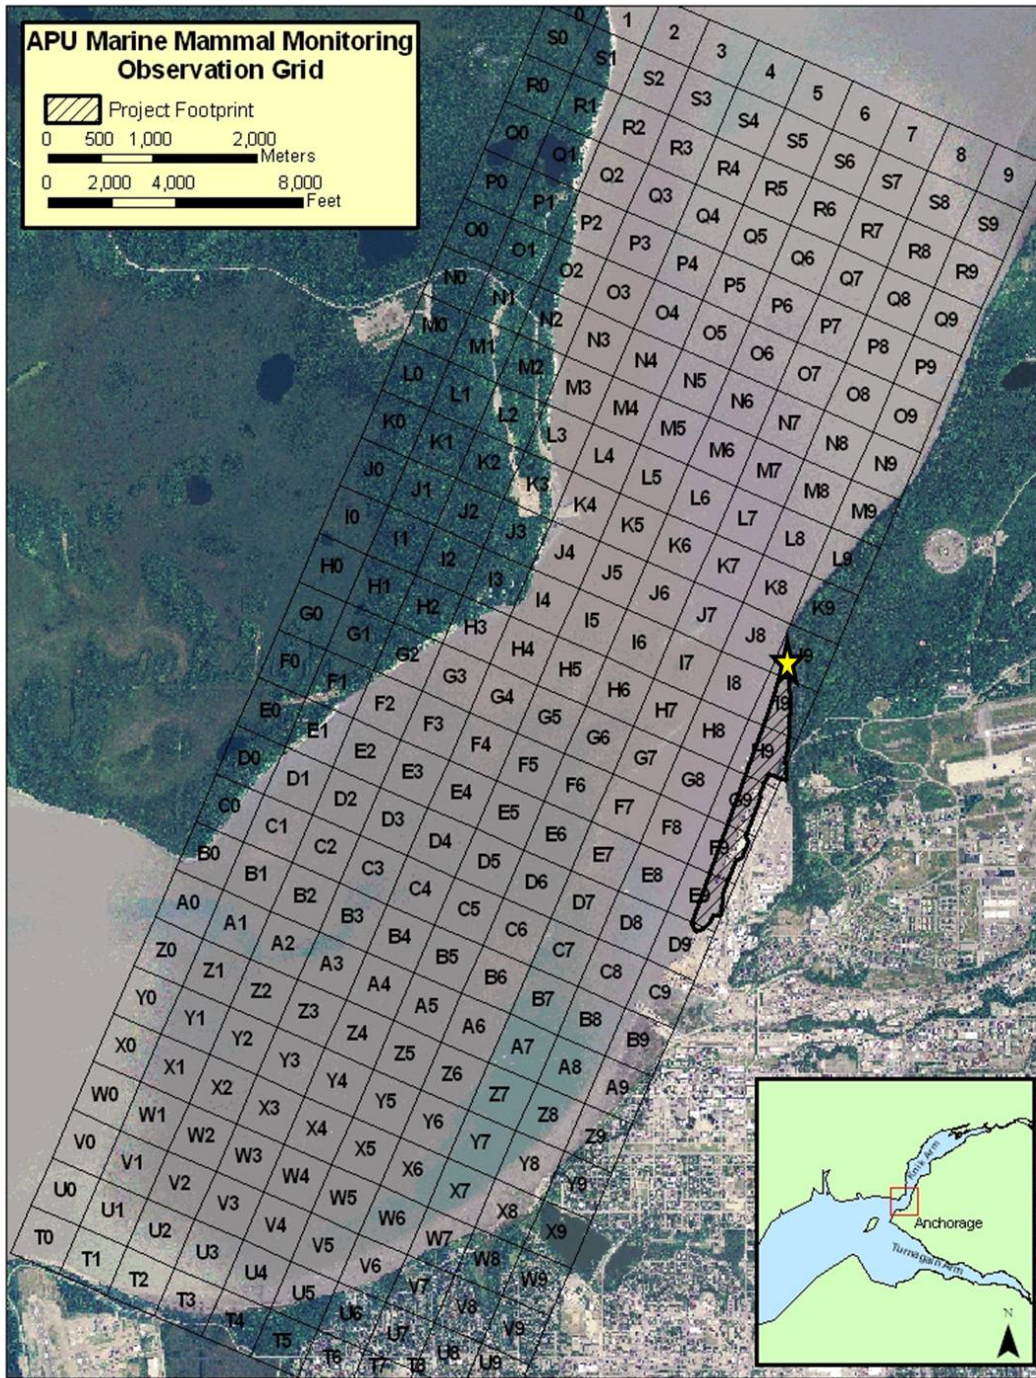 APU Marine Mammal Monitoring
Observation Grid
Project Footprint
0 500 1,000 2,000
Meters
0 2,000 4,000 8,000
Feet
0 1 2 3 4 5 6 7 8 9
S0 S1 S2 S3 S4 S5 S6 S7 S8 S9
R0 R1 R2 R3 R4 R5 R6 R7 R8 R9
Q0 Q1 Q2 Q3 Q4 Q5 Q6 Q7 Q8 Q9
P0 P1 P2 P3 P4 P5 P6 P7 P8 P9
O0 O1 O2 O3 O4 O5 O6 O7 O8 O9
N0 N1 N2 N3 N4 N5 N6 N7 N8 N9
M0 M1 M2 M3 M4 M5 M6 M7 M8 M9
L0 L1 L2 L3 L4 L5 L6 L7 L8 L9
K0 K1 K2 K3 K4 K5 K6 K7 K8 K9
J0 J1 J2 J3 J4 J5 J6 J7 J8 J9
I0 I1 I2 I3 I4 I5 I6 I7 I8 I9
H0 H1 H2 H3 H4 H5 H6 H7 H8 H9
G0 G1 G2 G3 G4 G5 G6 G7 G8 G9
F0 F1 F2 F3 F4 F5 F6 F7 F8 F9
E0 E1 E2 E3 E4 E5 E6 E7 E8 E9
D0 D1 D2 D3 D4 D5 D6 D7 D8 D9
C0 C1 C2 C3 C4 C5 C6 C7 C8 C9
B0 B1 B2 B3 B4 B5 B6 B7 B8 B9
A0 A1 A2 A3 A4 A5 A6 A7 A8 A9
Z0 Z1 Z2 Z3 Z4 Z5 Z6 Z7 Z8 Z9
Y0 Y1 Y2 Y3 Y4 Y5 Y6 Y7 Y8 Y9
X0 X1 X2 X3 X4 X5 X6 X7 X8 X9
W0 W1 W2 W3 W4 W5 W6 W7 W8 W9
V0 V1 V2 V3 V4 V5 V6 V7 V8 V9
U0 U1 U2 U3 U4 U5 U6 U7 U8 U9
T0 T1 T2 T3 T4 T5 T6 T7 T8
Knik Arm
Anchorage
Turnagain Arm
N